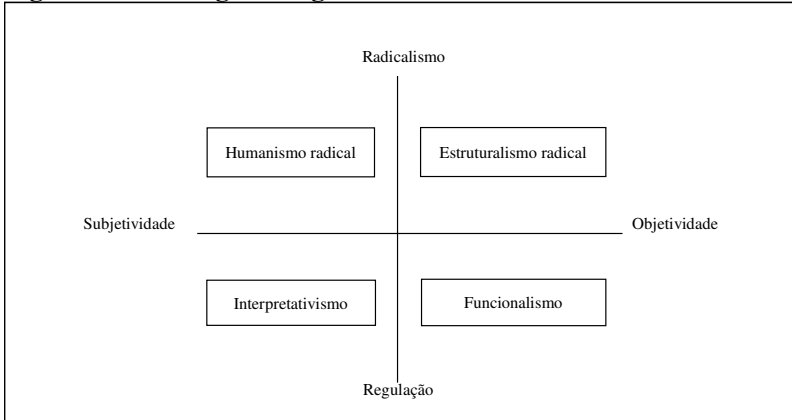 Radicalismo
Humanismo radical
Estruturalismo radical
Subjetividade
Objetividade
Interpretativismo
Funcionalismo
Regulação